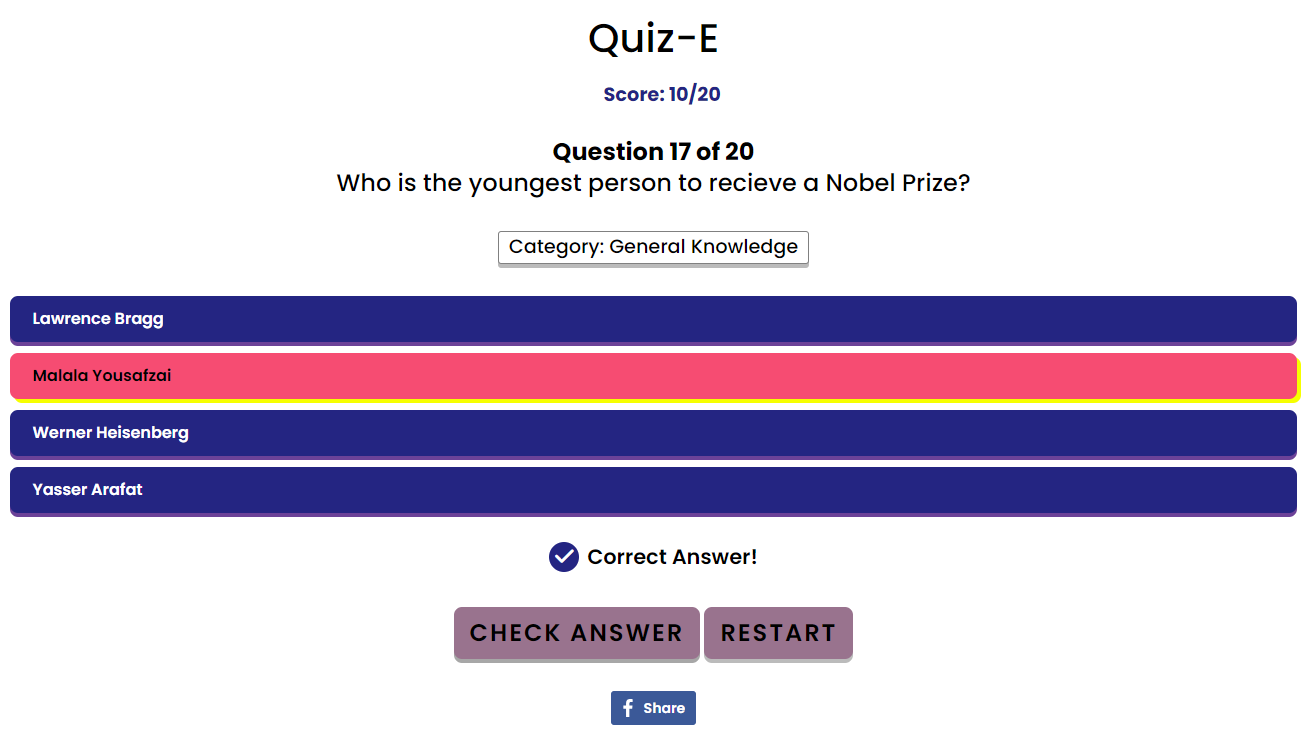 Quiz-E
Score: 10/20
Question 17 of 20
Who is the youngest person to recieve a Nobel Prize?
Category: General Knowledge
Lawrence Bragg
Malala Yousafzai
Werner Heisenberg
Yasser Arafat
Correct Answer!
CHECK ANSWER RESTART
Share